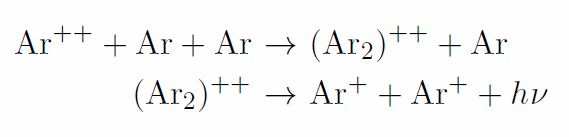 Ar⁺⁺ + Ar + Ar → (Ar₂)⁺⁺ + Ar
(Ar₂)⁺⁺ → Ar⁺ + Ar⁺ + hν